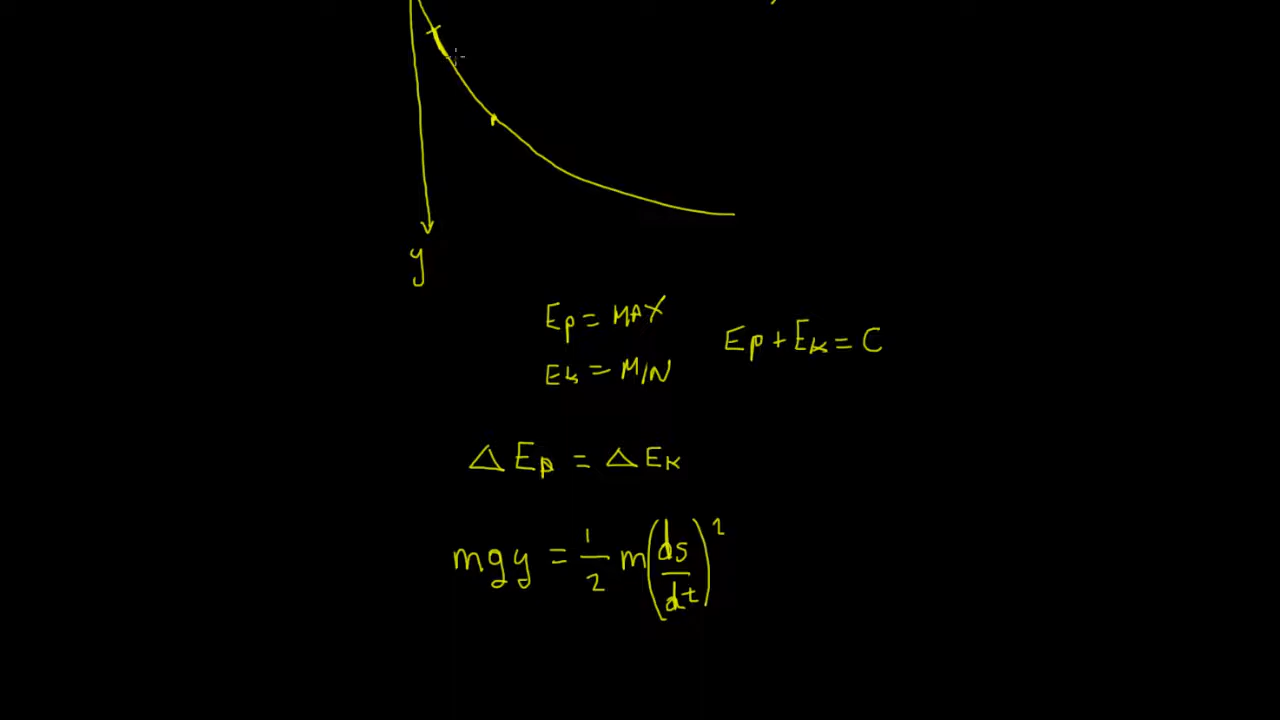 y
Ep = MAX
Ek = MIN
Ep + Ek = C
Δ Ep = Δ Ek
mgy = 1/2 m (ds/dt)^2